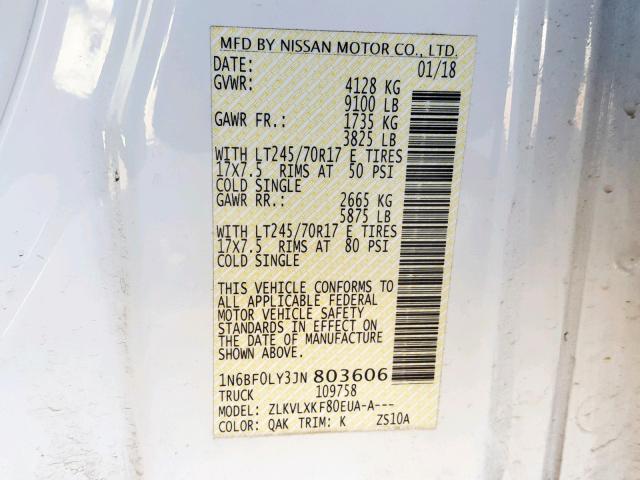 MFD BY NISSAN MOTOR CO., LTD.
DATE: 01/18
GVWR: 4128 KG
9100 LB
GAWR FR.: 1735 KG
3825 LB
WITH LT245/70R17 E TIRES
17X7.5 RIMS AT 50 PSI
COLD SINGLE
GAWR RR.: 2665 KG
5875 LB
WITH LT245/70R17 E TIRES
17X7.5 RIMS AT 80 PSI
COLD SINGLE
THIS VEHICLE CONFORMS TO
ALL APPLICABLE FEDERAL
MOTOR VEHICLE SAFETY
STANDARDS IN EFFECT ON
THE DATE OF MANUFACTURE
SHOWN ABOVE.
1N6BF0LY3JN 803606
TRUCK 109758
MODEL: ZLKVLXKF80EUA-A---
COLOR: QAK TRIM: K ZS10A